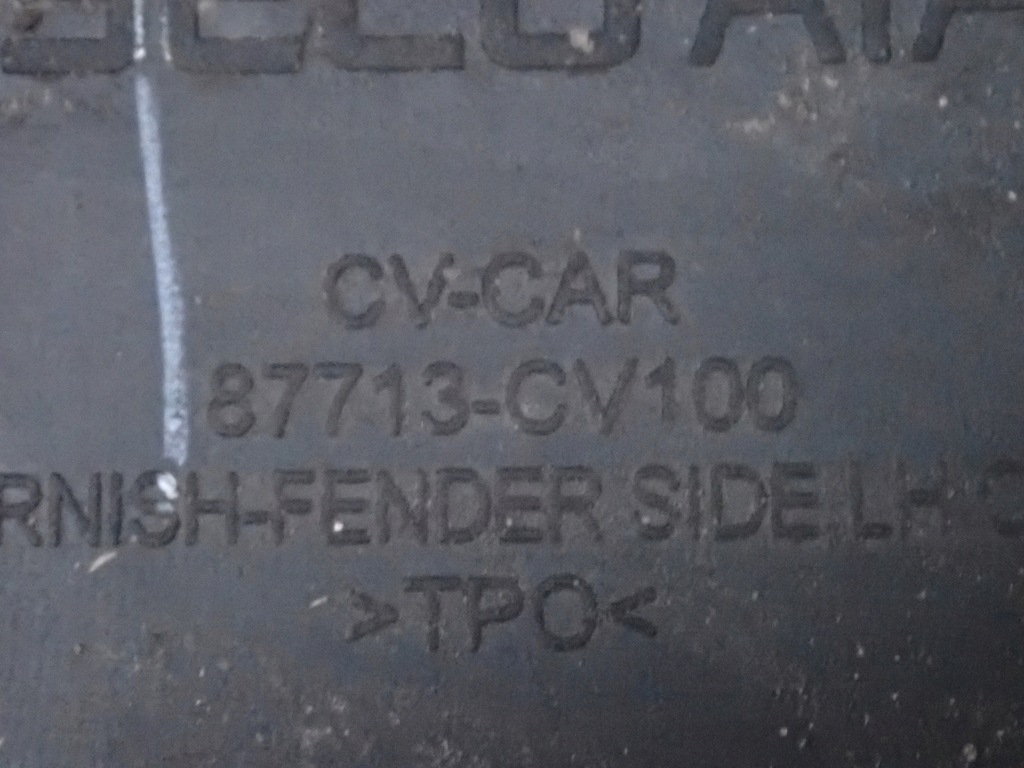 CV-CAR
87713-CV100
RNISH-FENDER SIDE.LH
>TPO<